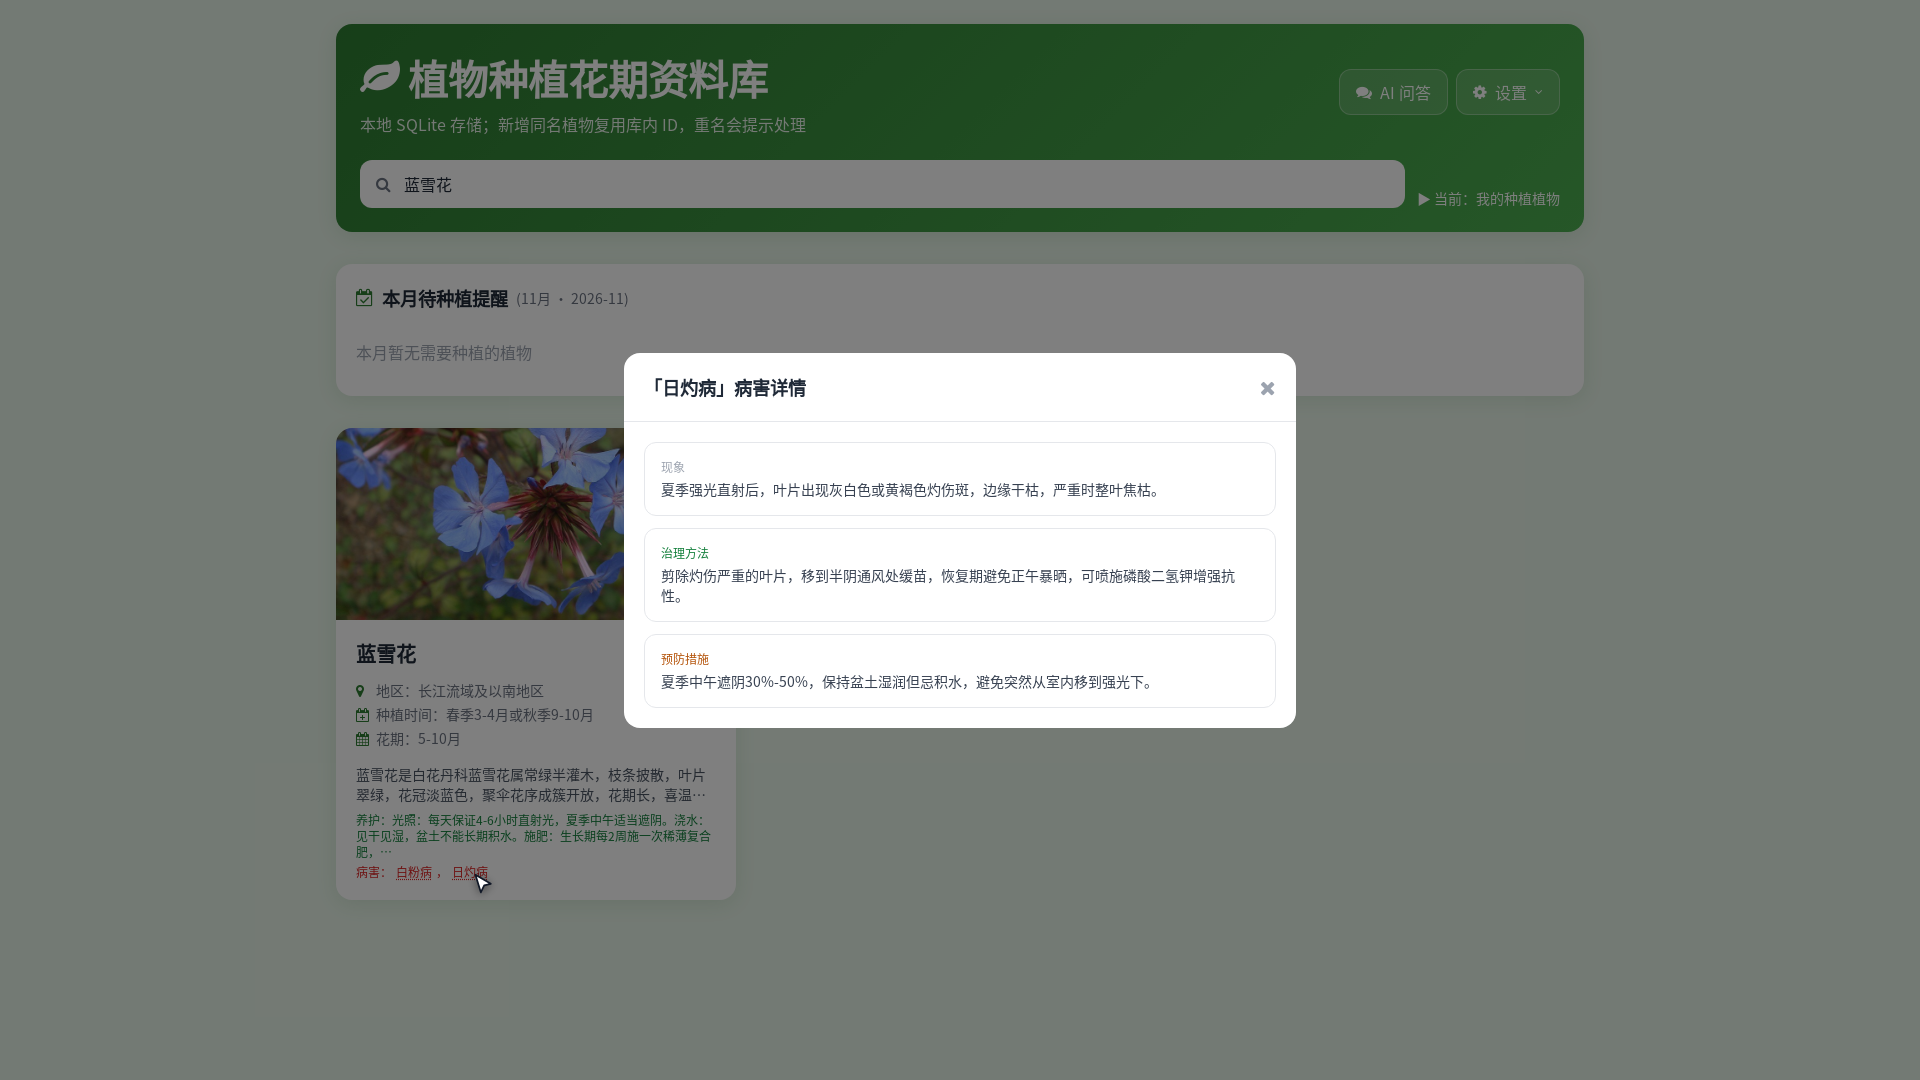 植物种植花期资料库
本地 SQLite 存储；新增同名植物复用库内 ID，重名会提示处理
AI 问答
设置
蓝雪花
当前：我的种植植物
本月待种植提醒 (11月 · 2026-11)
本月暂无需要种植的植物
「日灼病」病害详情
现象
夏季强光直射后，叶片出现灰白色或黄褐色灼伤斑，边缘干枯，严重时整叶焦枯。
治理方法
剪除灼伤严重的叶片，移到半阴通风处缓苗，恢复期避免正午暴晒，可喷施磷酸二氢钾增强抗
性。
预防措施
夏季中午遮阴30%-50%，保持盆土湿润但忌积水，避免突然从室内移到强光下。
蓝雪花
地区：长江流域及以南地区
种植时间：春季3-4月或秋季9-10月
花期：5-10月
蓝雪花是白花丹科蓝雪花属常绿半灌木，枝条披散，叶片
翠绿，花冠淡蓝色，聚伞花序成簇开放，花期长，喜温…
养护：光照：每天保证4-6小时直射光，夏季中午适当遮阴。浇水：
见干见湿，盆土不能长期积水。施肥：生长期每2周施一次稀薄复合
肥，…
病害： 白粉病 ， 日灼病